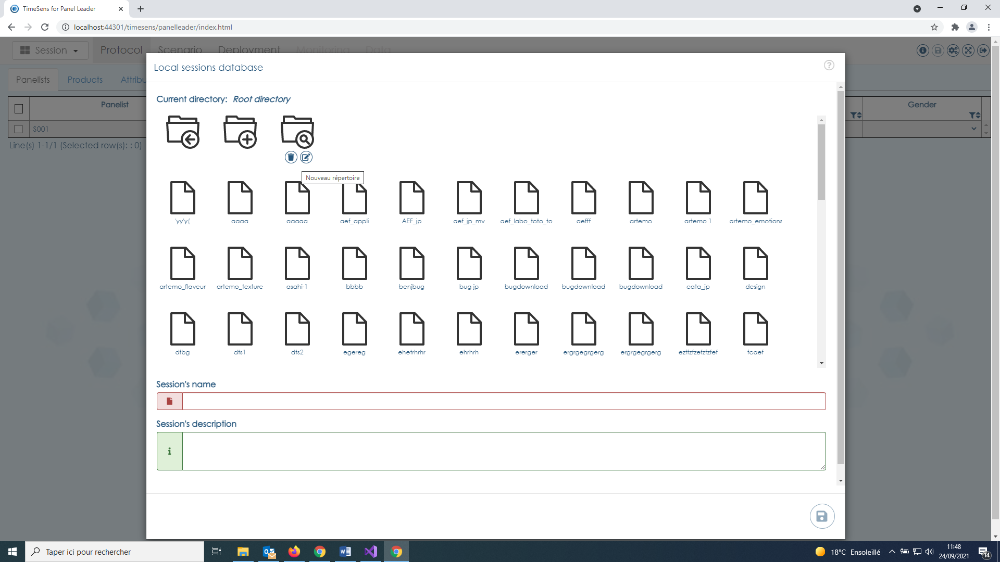 TimeSens for Panel Leader
localhost:44301/timesens/panelleader/index.html
Session Protocol Scenario Deployment Monitoring Data
Local sessions database
Panelists Products Attribu
Current directory: Root directory
Panelist Gender
S001
Line(s) 1-1/1 (Selected row(s): : 0)
Nouveau répertoire
'yy'y( aaaa aaaaa aef_appli AEF_jp aef_jp_mv aef_labo_toto_to aefff artemo artemo 1 artemo_emotions
artemo_flaveur artemo_texture asahi-1 bbbb benjbug bug jp bugdownload bugdownload bugdownload cata_jp design
dfbg dts1 dts2 egereg ehetrhrhr ehrhrh ererger ergrgegrgerg ergrgegrgerg ezffzfzefzfzfef fcaef
Session's name
Session's description
Taper ici pour rechercher
18°C Ensoleillé
11:48
24/09/2021
14